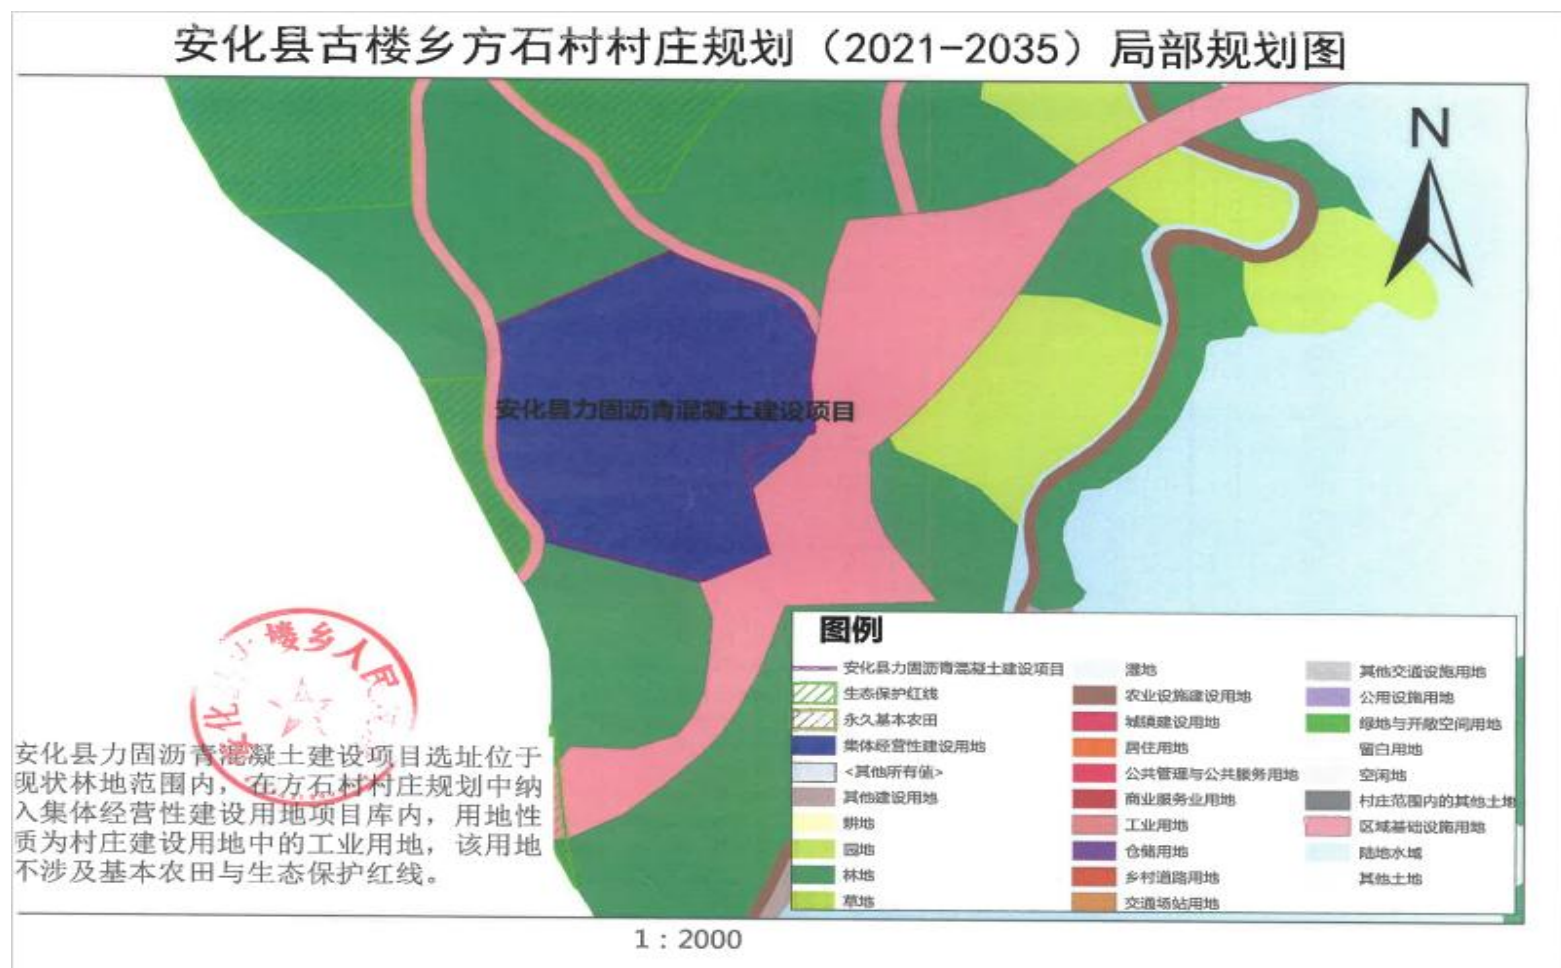 安化县古楼乡方石村村庄规划（2021-2035）局部规划图
N
安化县力固沥青混凝土建设项目
楼乡人民
化
安化县力固沥青混凝土建设项目选址位于
现状林地范围内，在方石村村庄规划中纳
入集体经营性建设用地项目库内，用地性
质为村庄建设用地中的工业用地，该用地
不涉及基本农田与生态保护红线。
图例
安化县力固沥青混凝土建设项目
生态保护红线
永久基本农田
集体经营性建设用地
<其他所有值>
其他建设用地
耕地
园地
林地
草地
湿地
农业设施建设用地
城镇建设用地
居住用地
公共管理与公共服务用地
商业服务业用地
工业用地
仓储用地
乡村道路用地
交通场站用地
其他交通设施用地
公用设施用地
绿地与开敞空间用地
留白用地
空闲地
村庄范围内的其他土地
区域基础设施用地
陆地水域
其他土地
1：2000